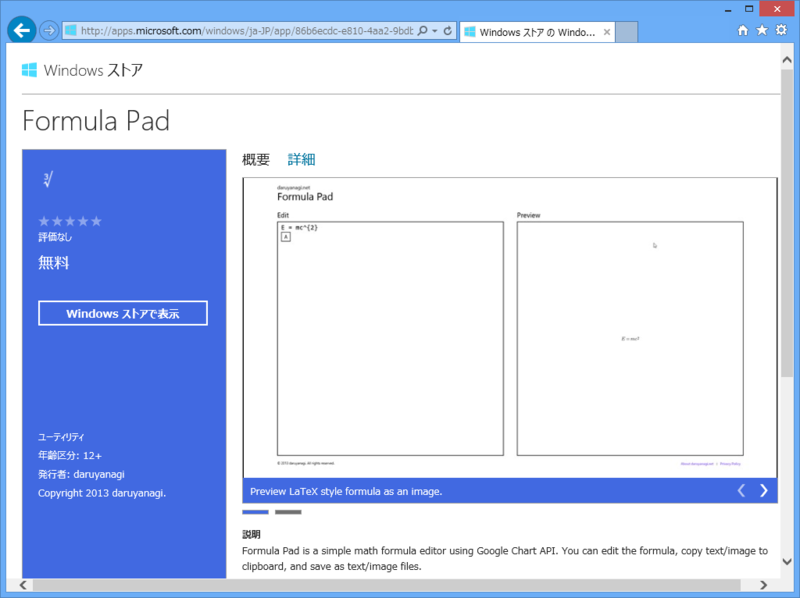 http://apps.microsoft.com/windows/ja-JP/app/86b6ecdc-e810-4aa2-9bdb
Windows ストア の Windo...
Windows ストア
Formula Pad
概要 詳細
評価なし
無料
Windows ストアで表示
ユーティリティ
年齢区分: 12+
発行者: daruyanagi
Copyright 2013 daruyanagi.
daruyanagi.net
Formula Pad
Edit
Preview
E = mc^{2}
E = mc²
© 2013 daruyanagi. All rights reserved.
About daruyanagi.net | Privacy Policy
Preview LaTeX style formula as an image.
説明
Formula Pad is a simple math formula editor using Google Chart API. You can edit the formula, copy text/image to
clipboard, and save as text/image files.